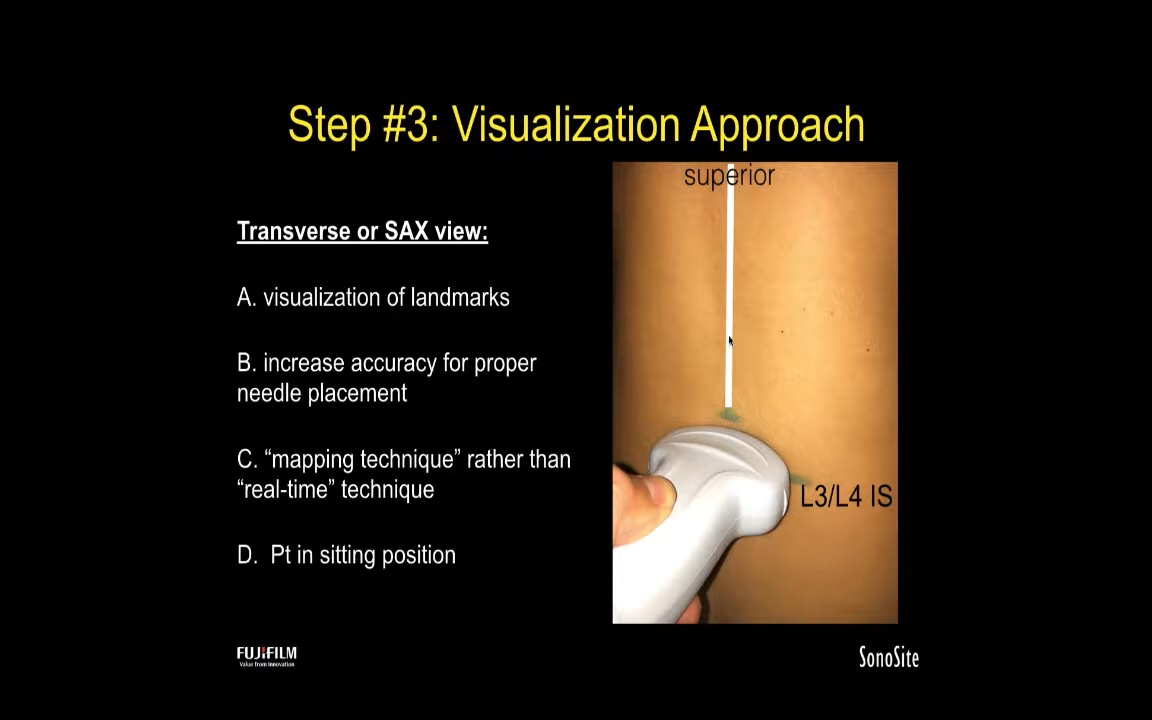 Step #3: Visualization Approach
superior
Transverse or SAX view:
A. visualization of landmarks
B. increase accuracy for proper
needle placement
C. “mapping technique” rather than
“real-time” technique
L3/L4 IS
D.  Pt in sitting position
FUJIFILM
Value from Innovation
SonoSite